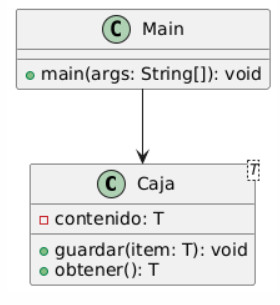 C Main
main(args: String[]): void
T
C Caja
contenido: T
guardar(item: T): void
obtener(): T